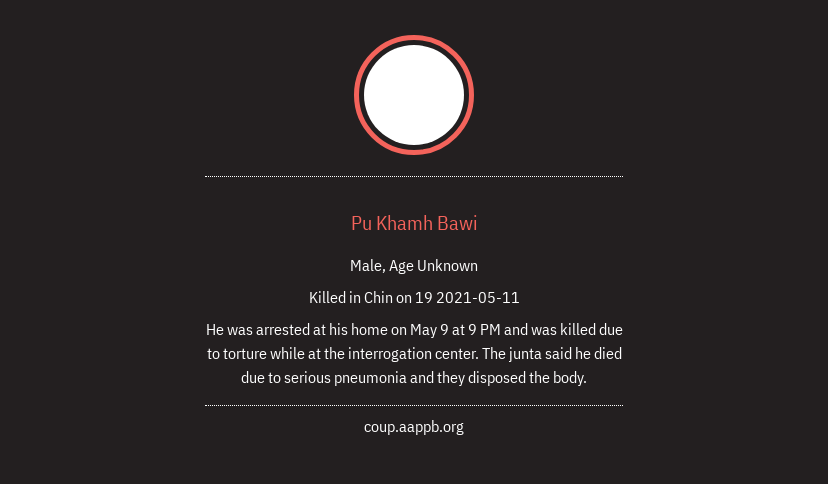 Pu Khamh Bawi
Male, Age Unknown
Killed in Chin on 19 2021-05-11
He was arrested at his home on May 9 at 9 PM and was killed due
to torture while at the interrogation center. The junta said he died
due to serious pneumonia and they disposed the body.
coup.aappb.org